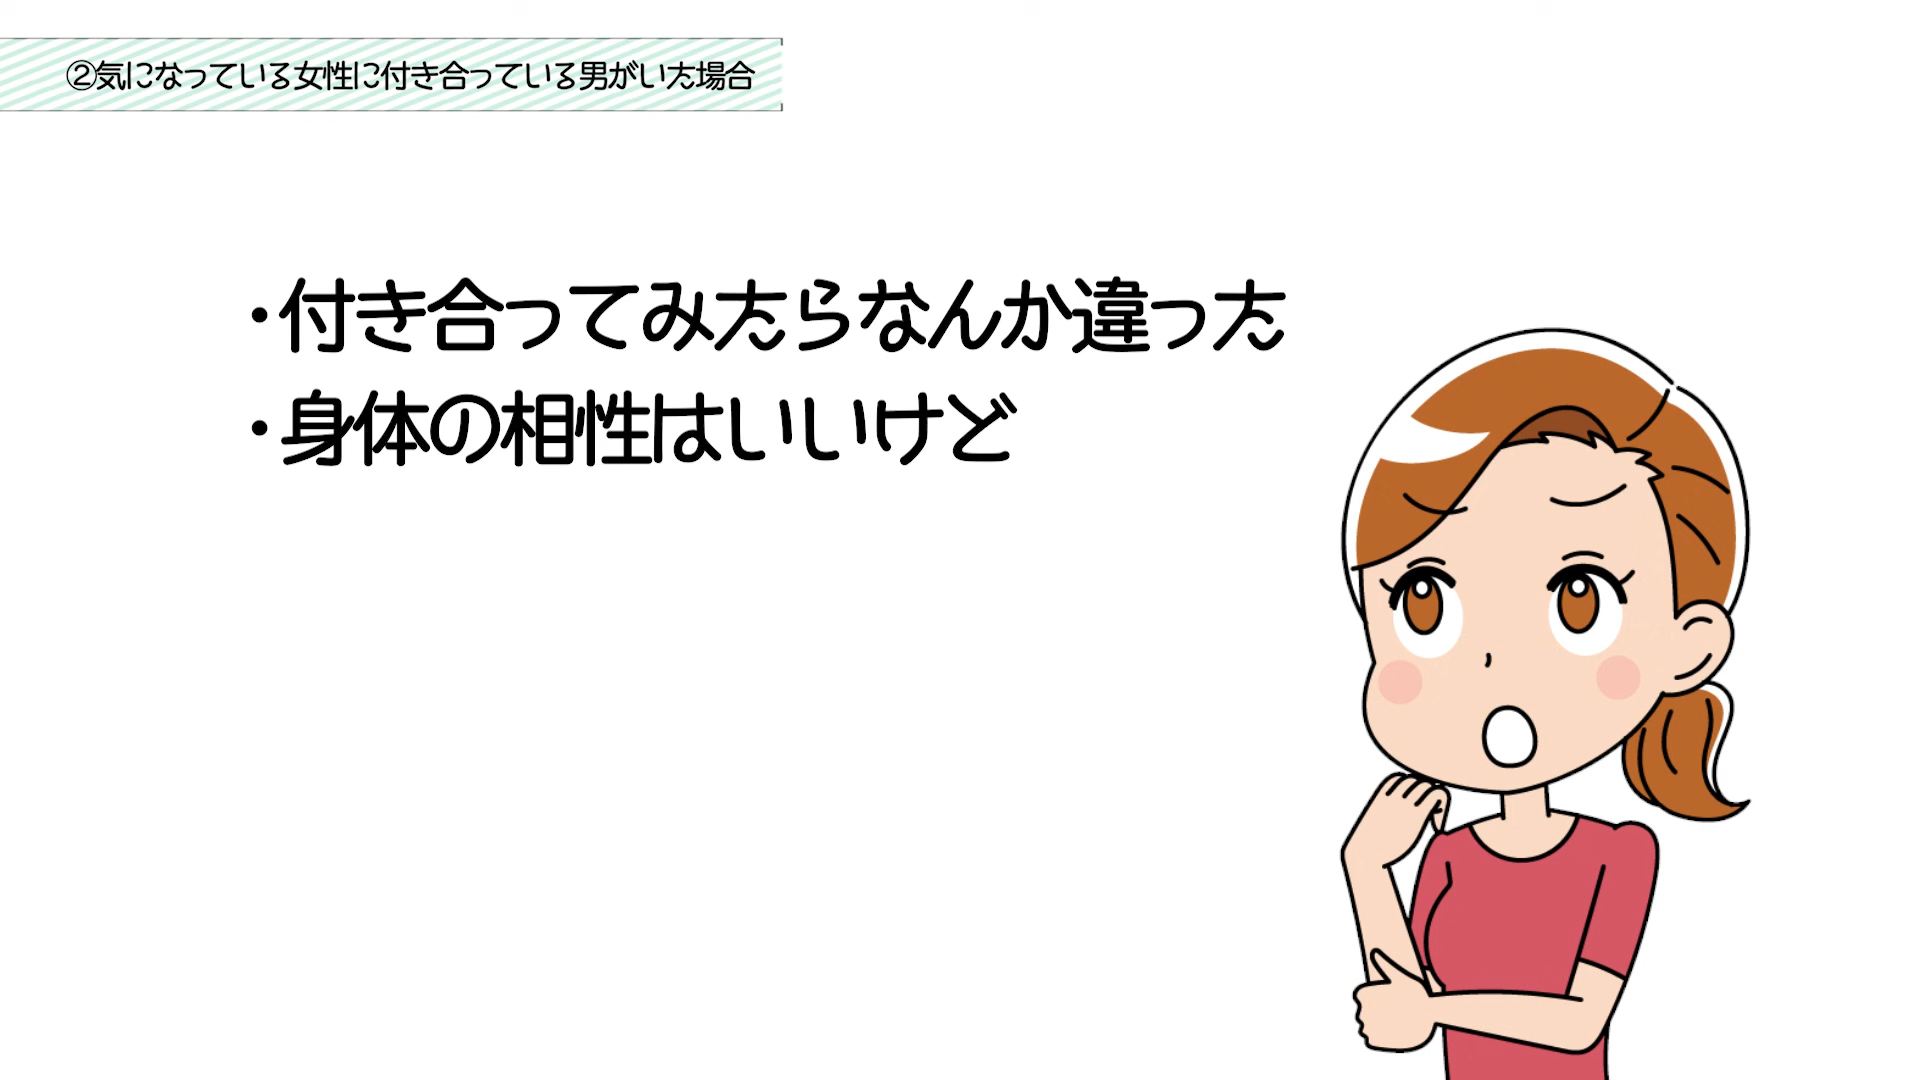 ②気になっている女性に付き合っている男がいた場合
・付き合ってみたらなんか違った
・身体の相性はいいけど